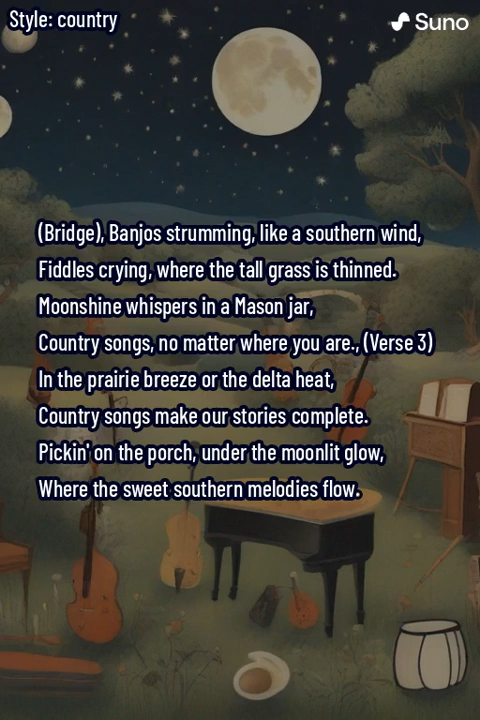 Style: country
Suno
(Bridge), Banjos strumming, like a southern wind,
Fiddles crying, where the tall grass is thinned.
Moonshine whispers in a Mason jar,
Country songs, no matter where you are., (Verse 3)
In the prairie breeze or the delta heat,
Country songs make our stories complete.
Pickin' on the porch, under the moonlit glow,
Where the sweet southern melodies flow.